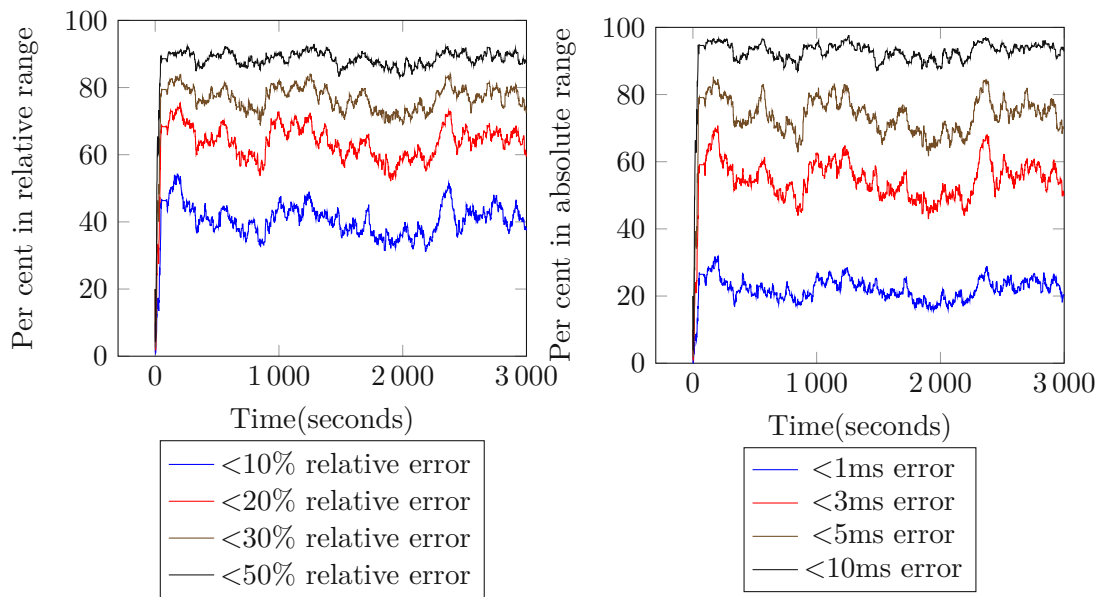 100
80
60
40
20
0
Per cent in relative range
0
1 000
2 000
3 000
Time(seconds)
<10% relative error
<20% relative error
<30% relative error
<50% relative error
100
80
60
40
20
0
Per cent in absolute range
0
1 000
2 000
3 000
Time(seconds)
<1ms error
<3ms error
<5ms error
<10ms error